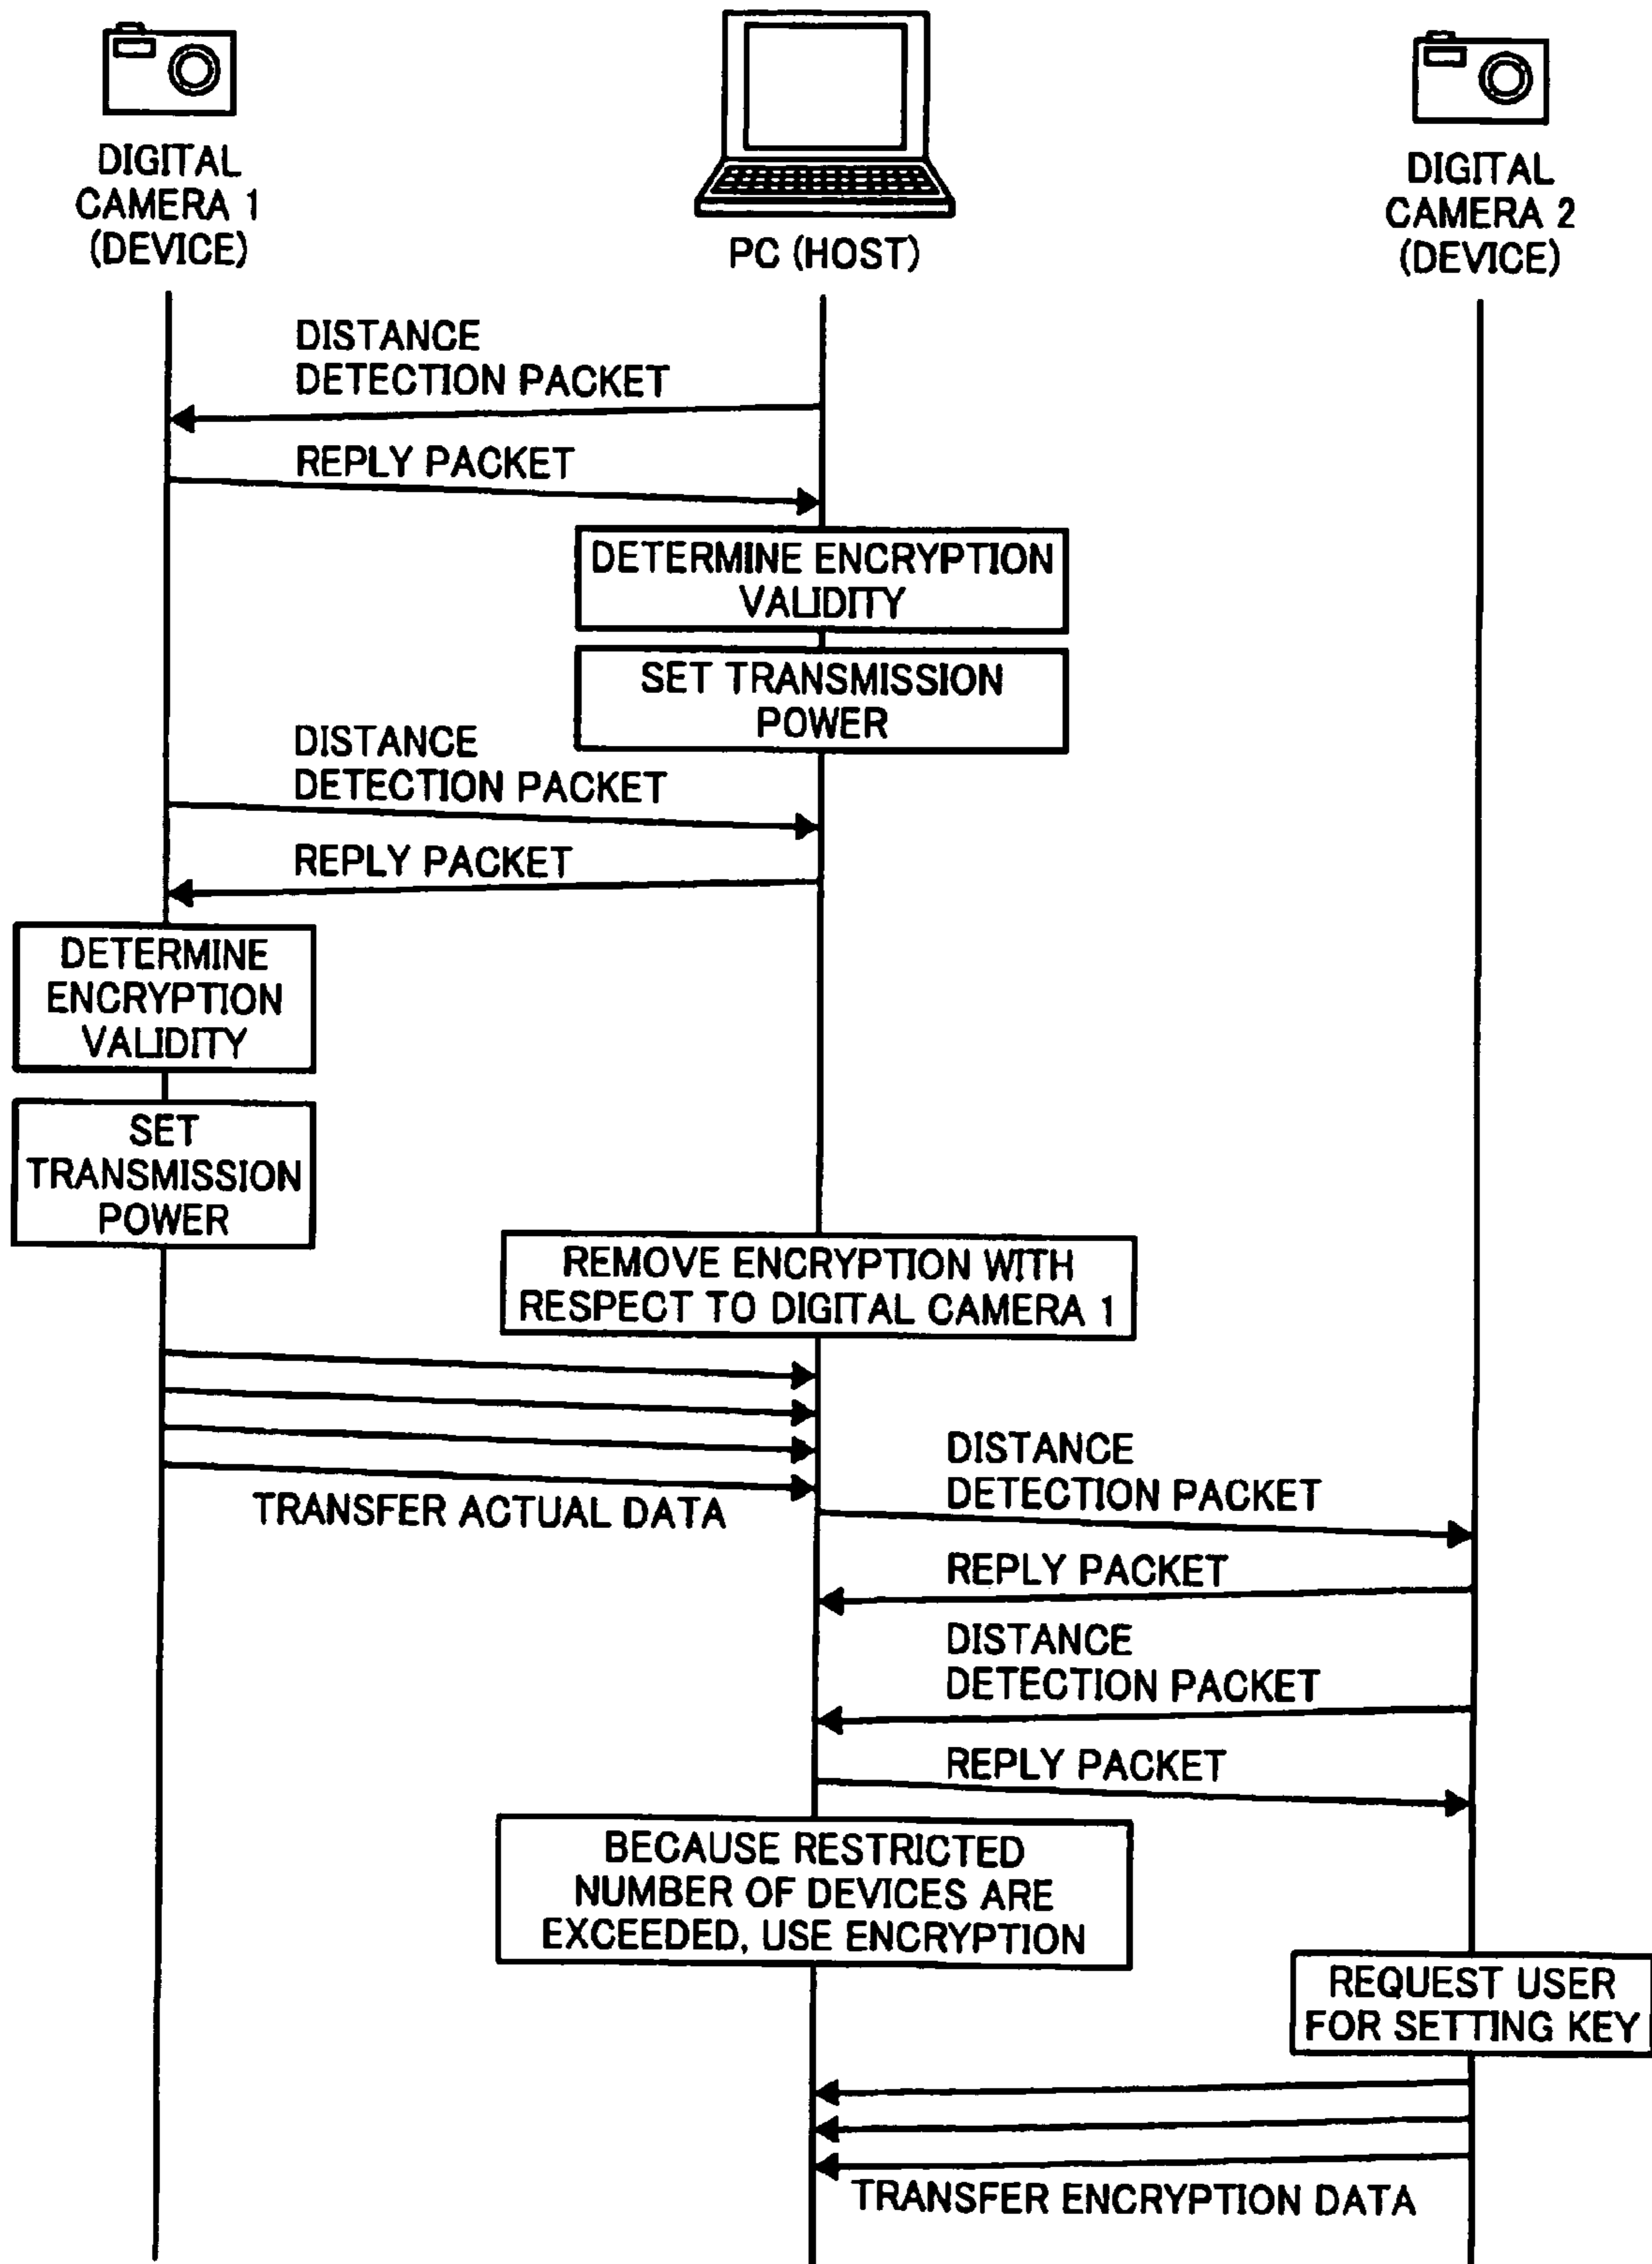 DIGITAL
CAMERA 1
(DEVICE)
PC (HOST)
DIGITAL
CAMERA 2
(DEVICE)
DISTANCE
DETECTION PACKET
REPLY PACKET
DETERMINE ENCRYPTION
VALIDITY
SET TRANSMISSION
POWER
DISTANCE
DETECTION PACKET
REPLY PACKET
DETERMINE
ENCRYPTION
VALIDITY
SET
TRANSMISSION
POWER
REMOVE ENCRYPTION WITH
RESPECT TO DIGITAL CAMERA 1
TRANSFER ACTUAL DATA
DISTANCE
DETECTION PACKET
REPLY PACKET
DISTANCE
DETECTION PACKET
REPLY PACKET
BECAUSE RESTRICTED
NUMBER OF DEVICES ARE
EXCEEDED, USE ENCRYPTION
REQUEST USER
FOR SETTING KEY
TRANSFER ENCRYPTION DATA